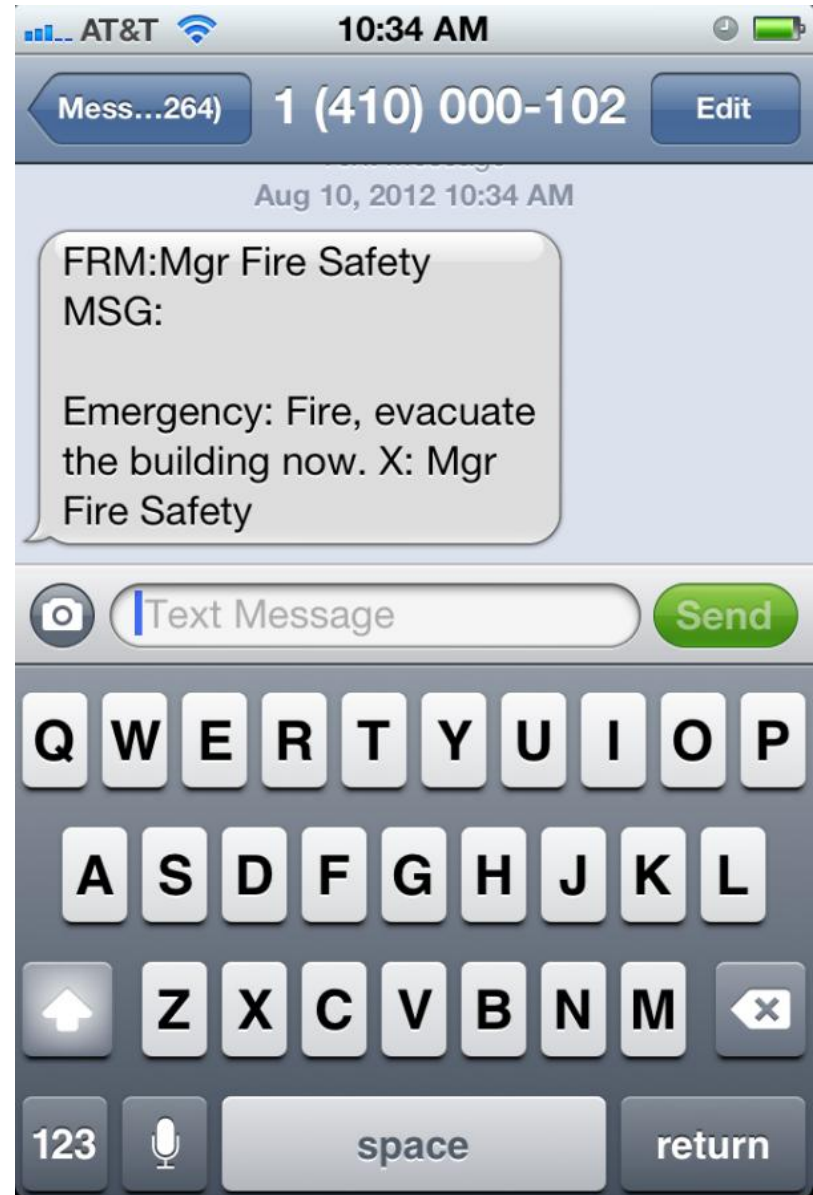 AT&T 10:34 AM
Mess...264) 1 (410) 000-102 Edit
Aug 10, 2012 10:34 AM
FRM:Mgr Fire Safety
MSG:
Emergency: Fire, evacuate
the building now. X: Mgr
Fire Safety
Text Message Send
Q W E R T Y U I O P
A S D F G H J K L
Z X C V B N M
123 space return